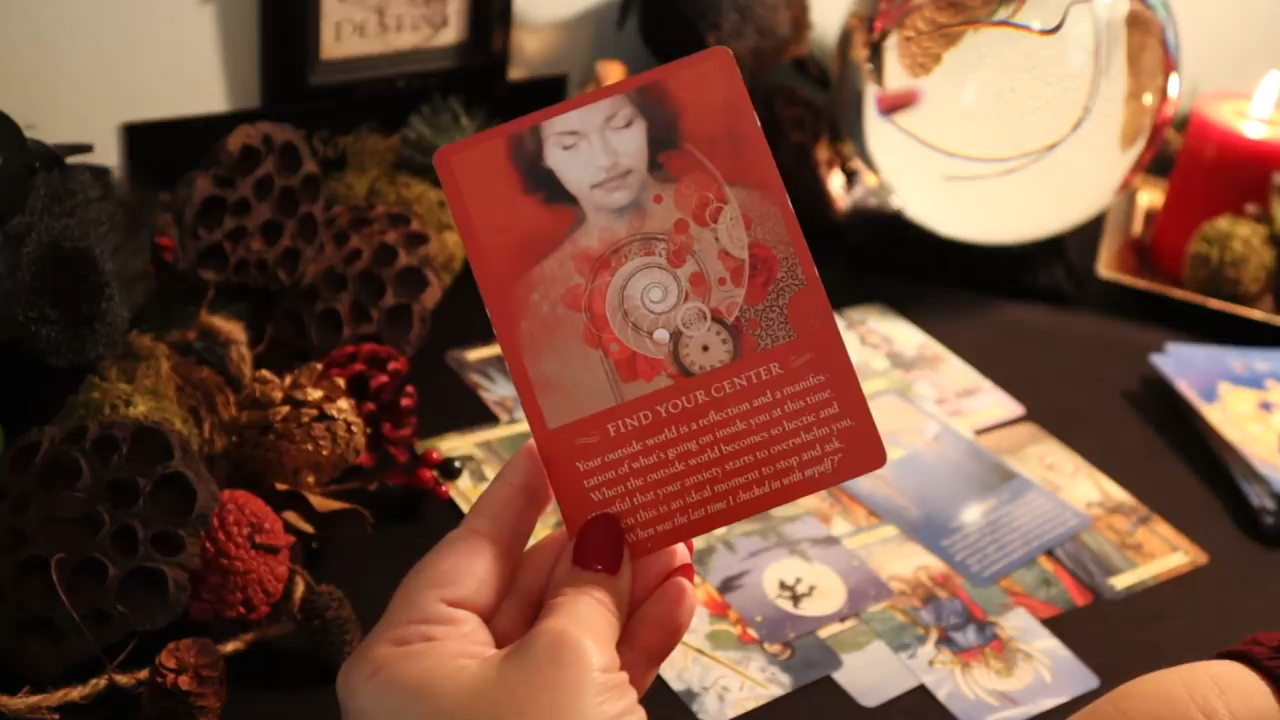 DESTINY
FIND YOUR CENTER
Your outside world is a reflection and a manifes-
tation of what's going on inside you at this time.
When the outside world becomes so hectic and
that your anxiety starts to overwhelm you,
this is an ideal moment to stop and ask,
When was the last time I checked in with myself?"